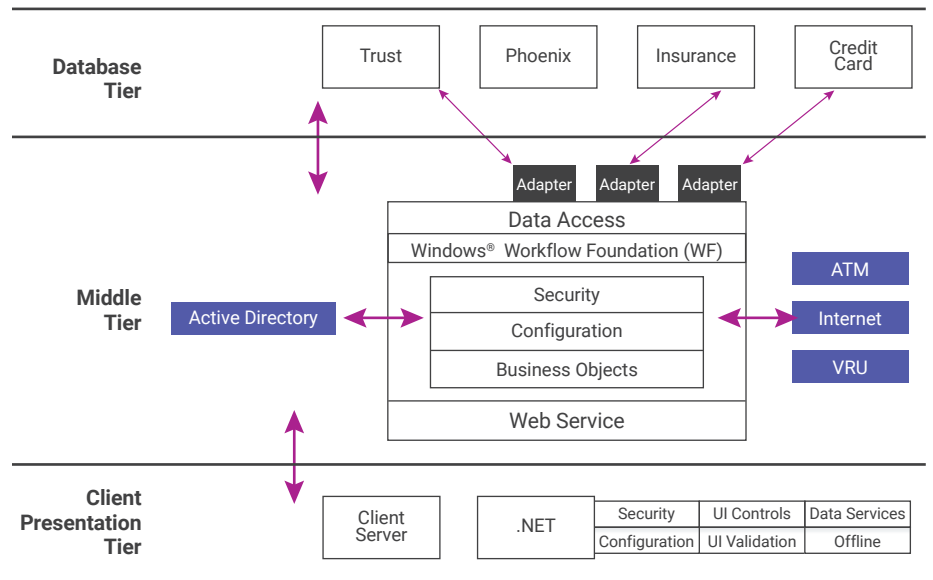 Database
Tier
Trust
Phoenix
Insurance
Credit
Card
Adapter
Adapter
Adapter
Data Access
Windows® Workflow Foundation (WF)
Middle
Tier
Active Directory
Security
Configuration
Business Objects
Web Service
ATM
Internet
VRU
Client
Presentation
Tier
Client
Server
.NET
Security UI Controls Data Services
Configuration UI Validation Offline